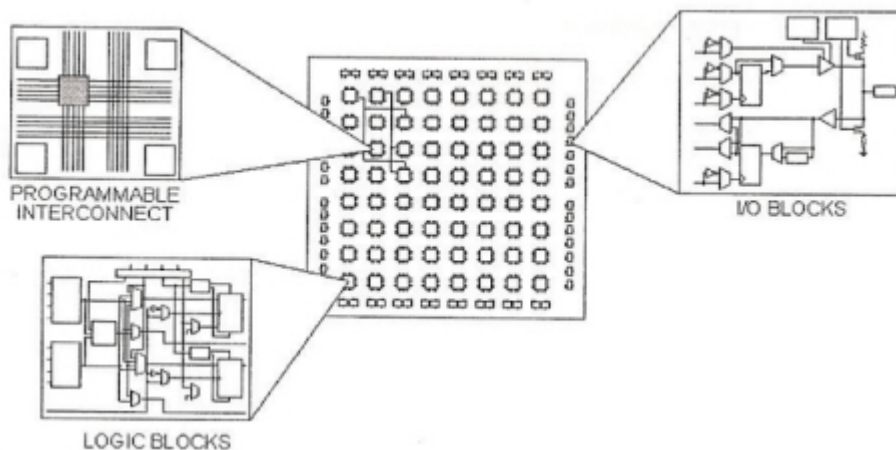 PROGRAMMABLE
INTERCONNECT
I/O BLOCKS
LOGIC BLOCKS